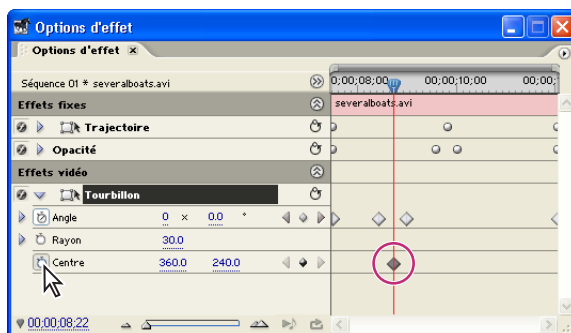 Options d'effet
Options d'effet x
Séquence 01 * severalboats.avi 0;00;08;00 00;00;10;00 00;00;
Effets fixes severalboats.avi
Trajectoire
Opacité
Effets vidéo
Tourbillon
Angle 0 x 0.0 °
Rayon 30.0
Centre 360.0 240.0
00;00;08;22